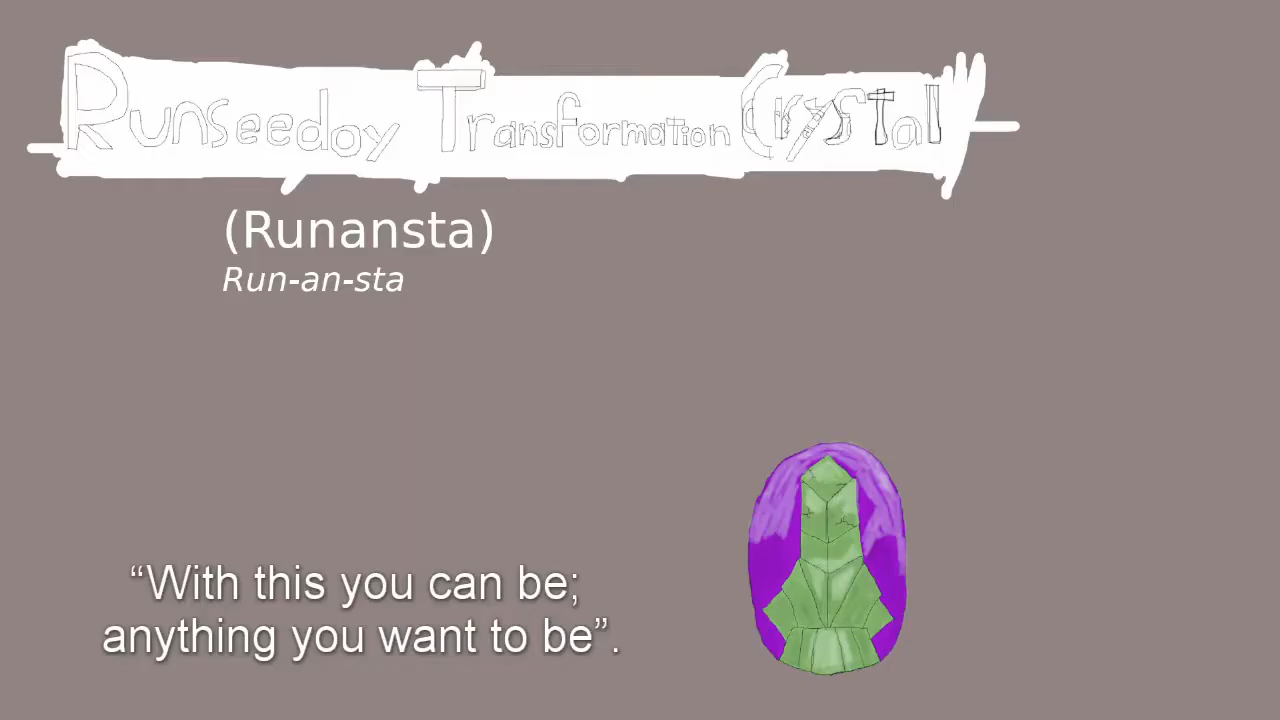 Runseedoy Transformation Crystal
(Runansta)
Run-an-sta
“With this you can be;
anything you want to be”.